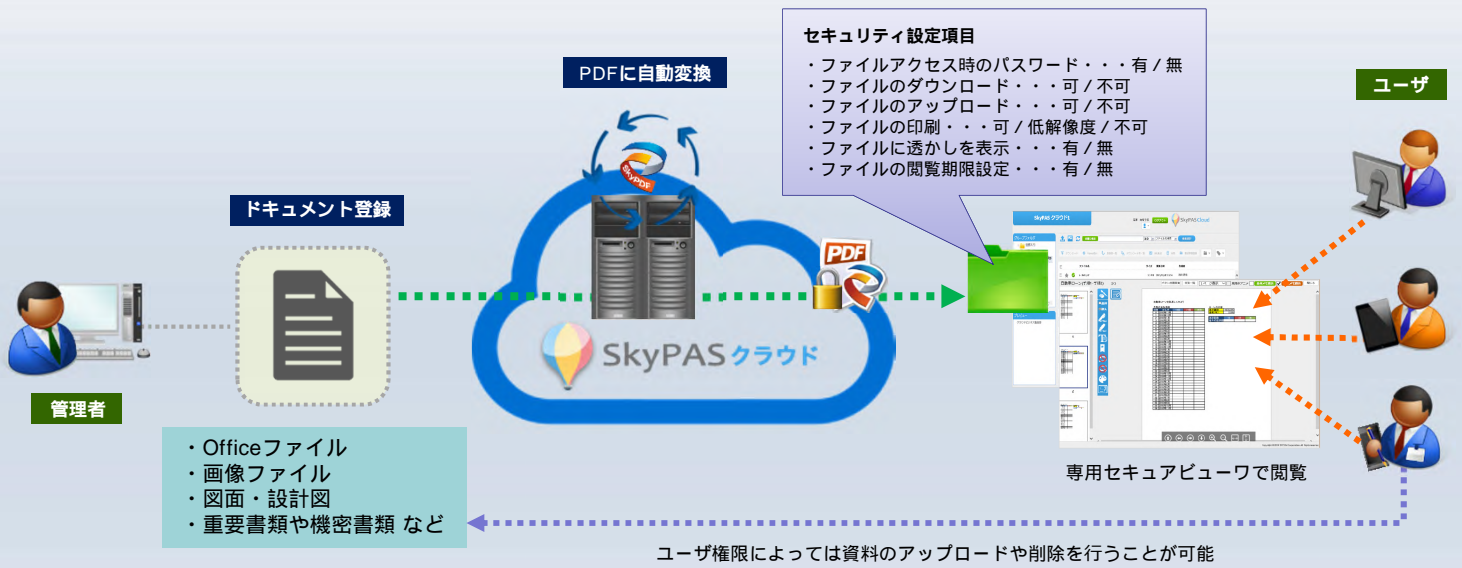 セキュリティ設定項目
・ファイルアクセス時のパスワード・・・有 / 無
・ファイルのダウンロード・・・可 / 不可
・ファイルのアップロード・・・可 / 不可
・ファイルの印刷・・・可 / 低解像度 / 不可
・ファイルに透かしを表示・・・有 / 無
・ファイルの閲覧期限設定・・・有 / 無
PDFに自動変換
ユーザ
SkyPDF
ドキュメント登録
SkyPAS クラウド
PDF
SkyPAS Cloud
SkyPAS クラウド
管理者
・Officeファイル
・画像ファイル
・図面・設計図
・重要書類や機密書類 など
専用セキュアビューワで閲覧
ユーザ権限によっては資料のアップロードや削除を行うことが可能